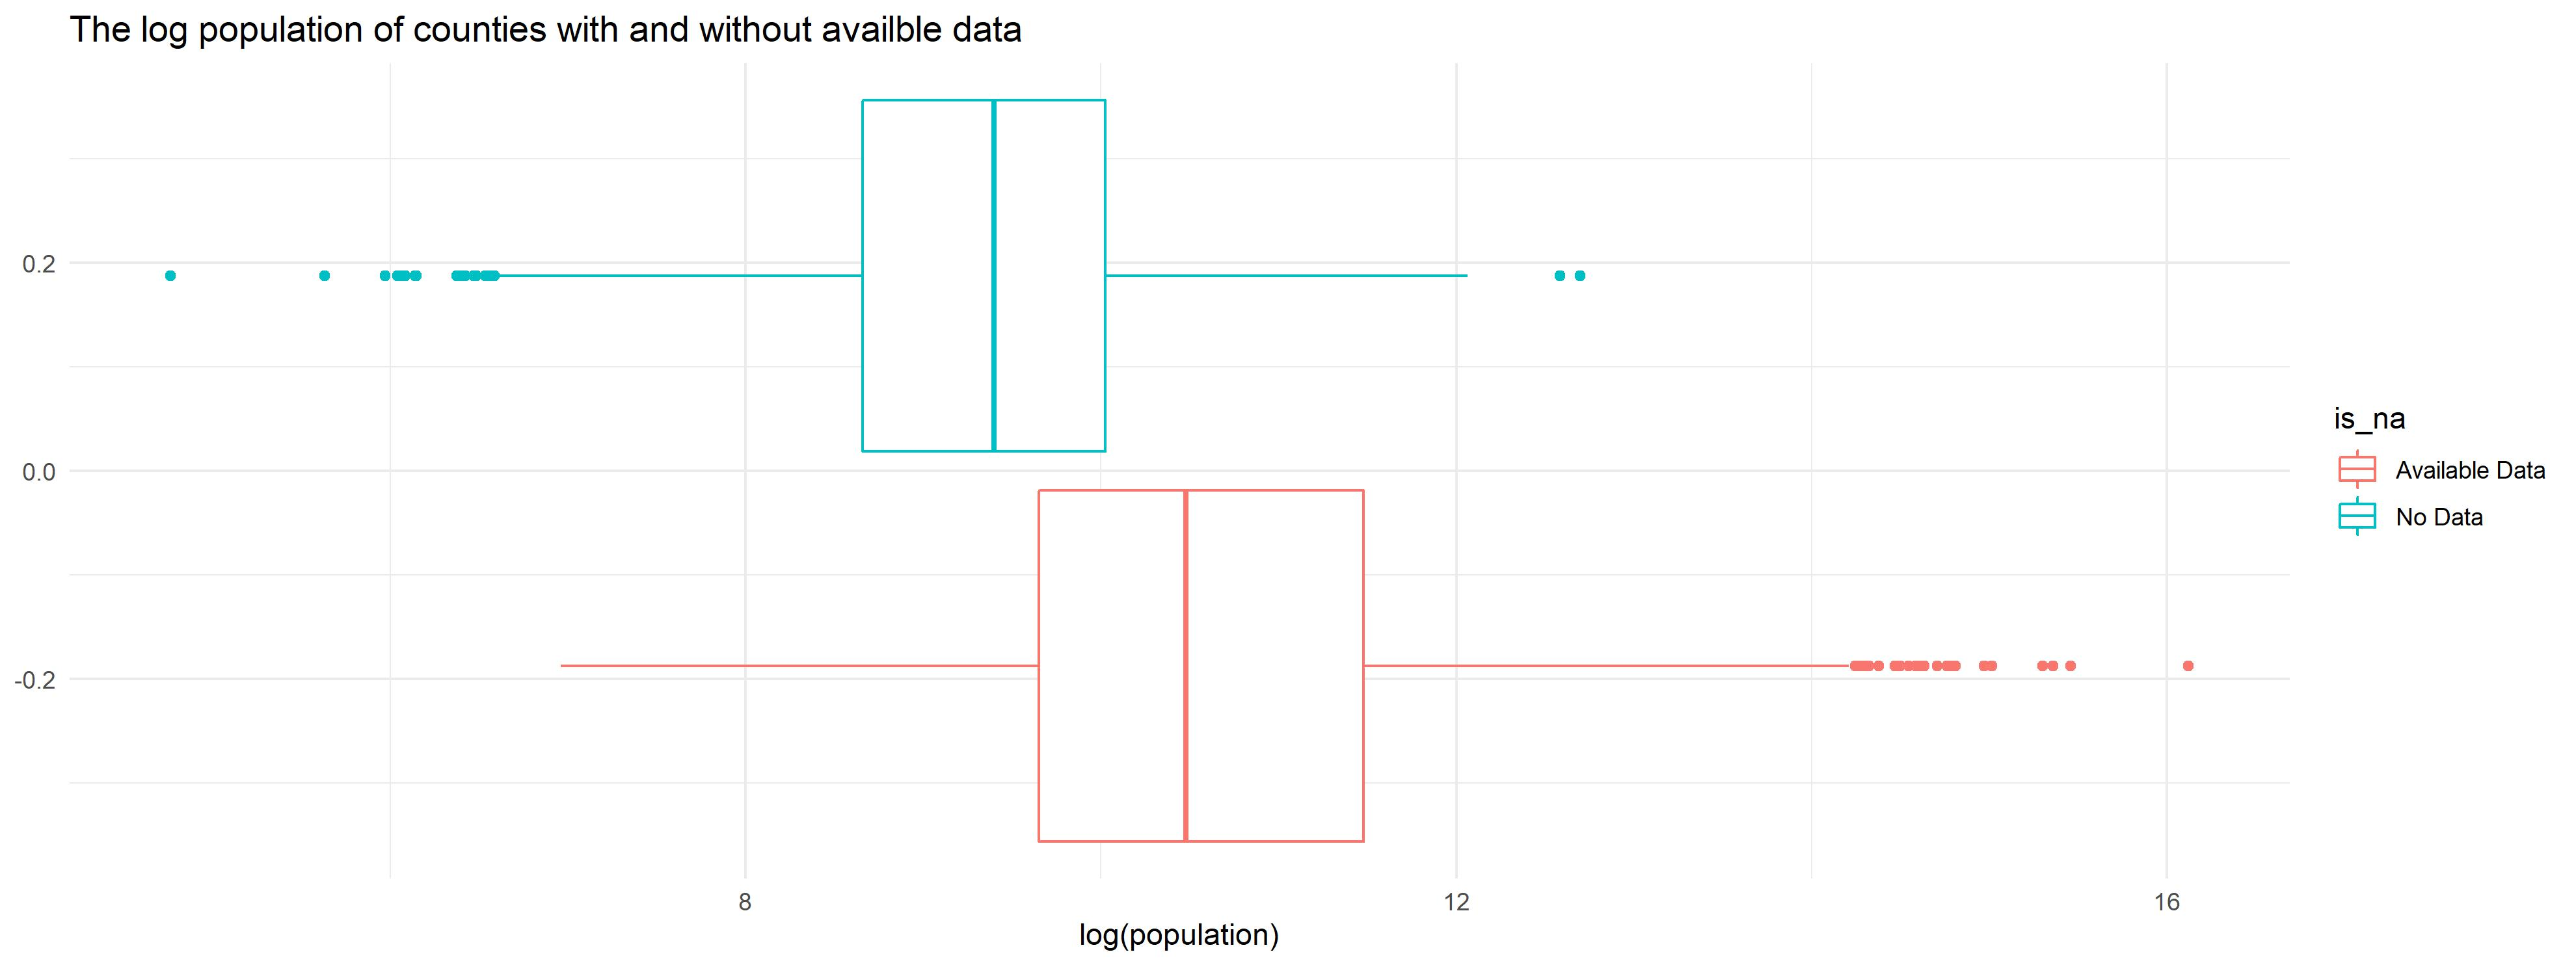 The log population of counties with and without availble data
0.2
0.0
-0.2
8
12
16
log(population)
is_na
Available Data
No Data